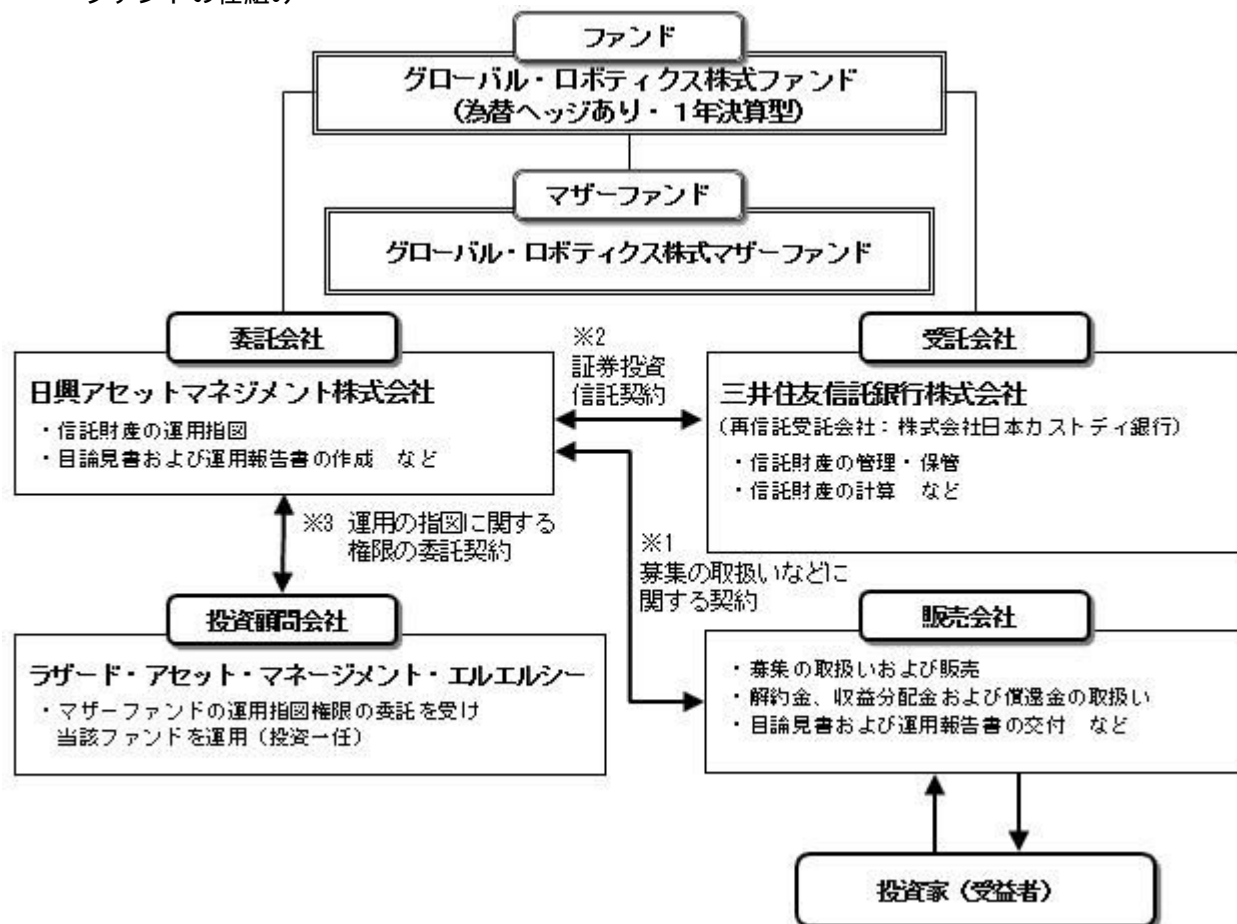 ファンドの仕組み
ファンド
グローバル・ロボティクス株式ファンド
(為替ヘッジあり・1年決算型)
マザーファンド
グローバル・ロボティクス株式マザーファンド
委託会社
日興アセットマネジメント株式会社
・信託財産の運用指図
・目論見書および運用報告書の作成 など
※2
証券投資
信託契約
受託会社
三井住友信託銀行株式会社
(再信託受託会社:株式会社日本カストディ銀行)
・信託財産の管理・保管
・信託財産の計算 など
※3 運用の指図に関する
権限の委託契約
※1
募集の取扱いなどに
関する契約
投資顧問会社
ラザード・アセット・マネージメント・エルエルシー
・マザーファンドの運用指図権限の委託を受け
当該ファンドを運用(投資一任)
販売会社
・募集の取扱いおよび販売
・解約金、収益分配金および償還金の取扱い
・目論見書および運用報告書の交付 など
投資家(受益者)